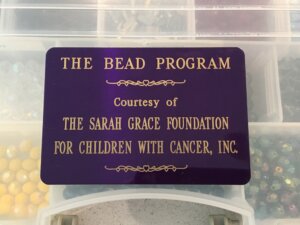 THE BEAD PROGRAM
Courtesy of
THE SARAH GRACE FOUNDATION
FOR CHILDREN WITH CANCER, INC.